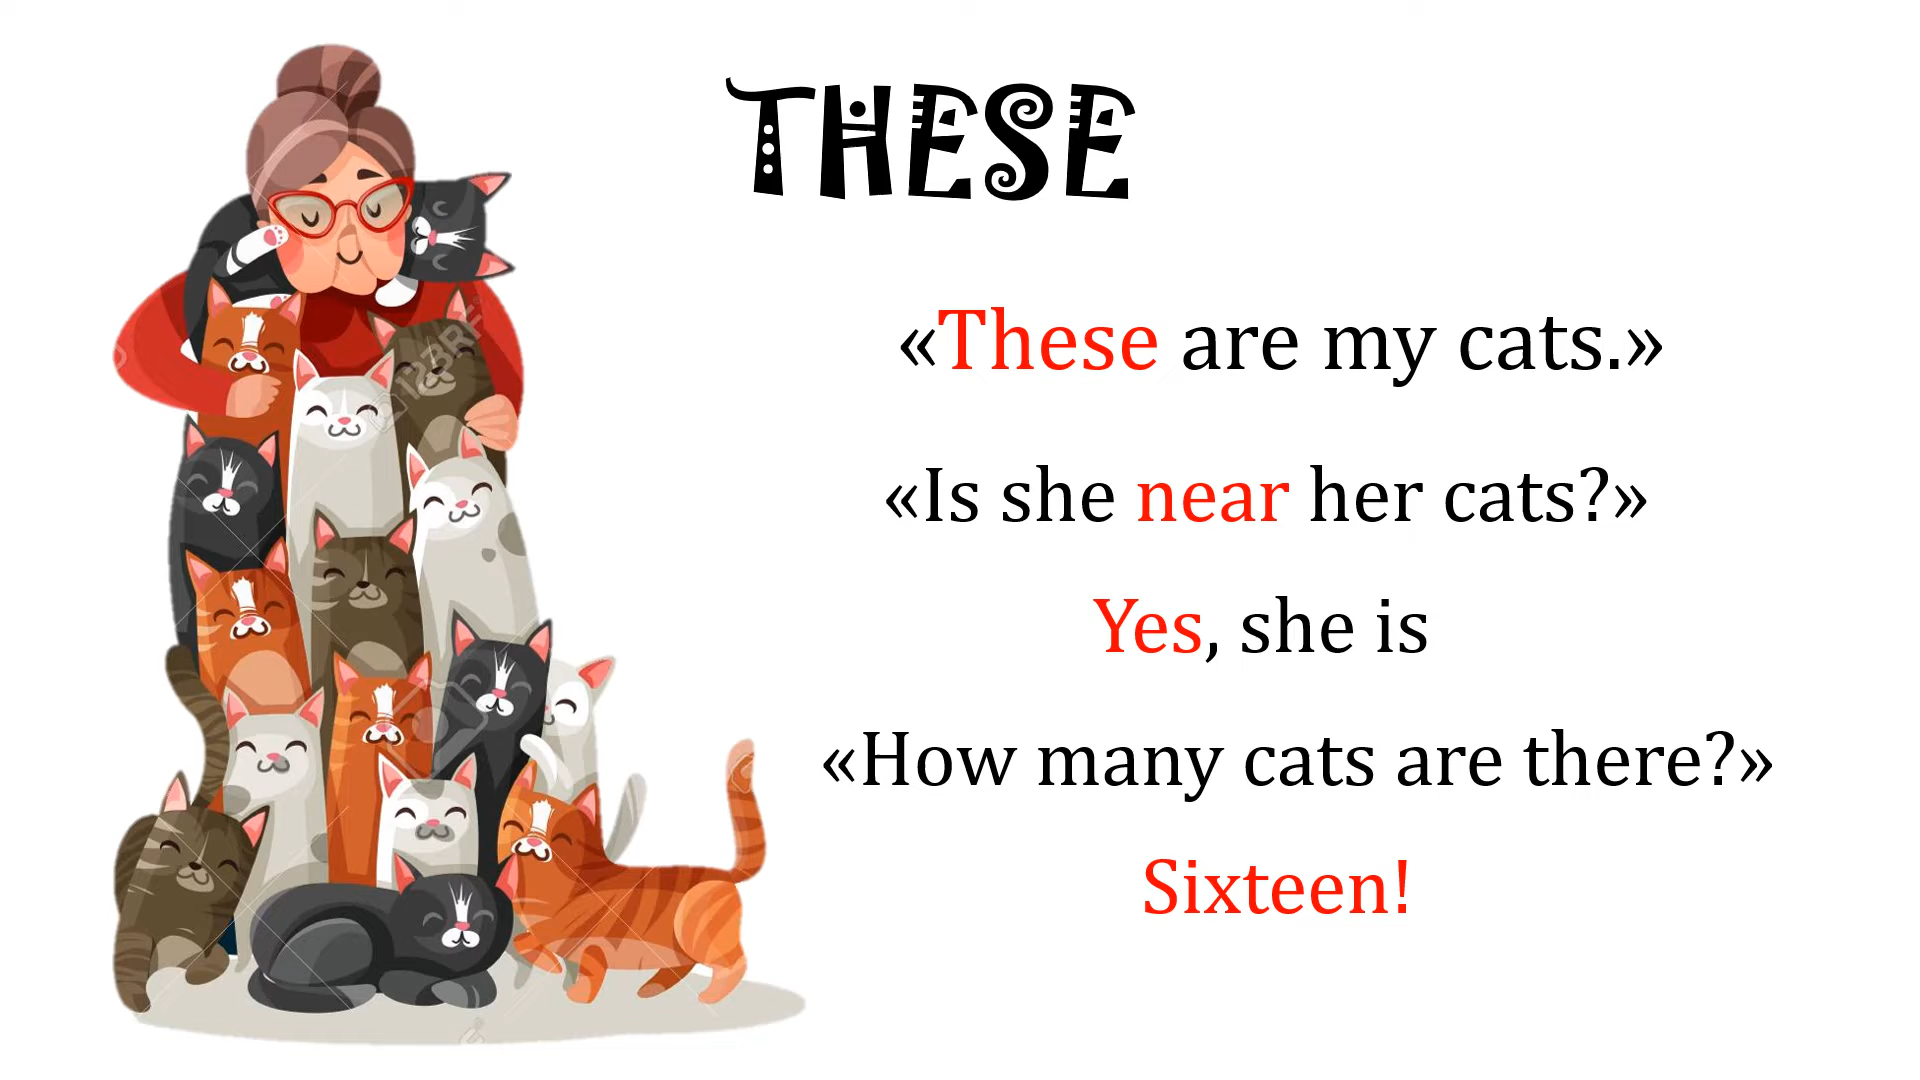 THESE
«These are my cats.»
«Is she near her cats?»
Yes, she is
«How many cats are there?»
Sixteen!